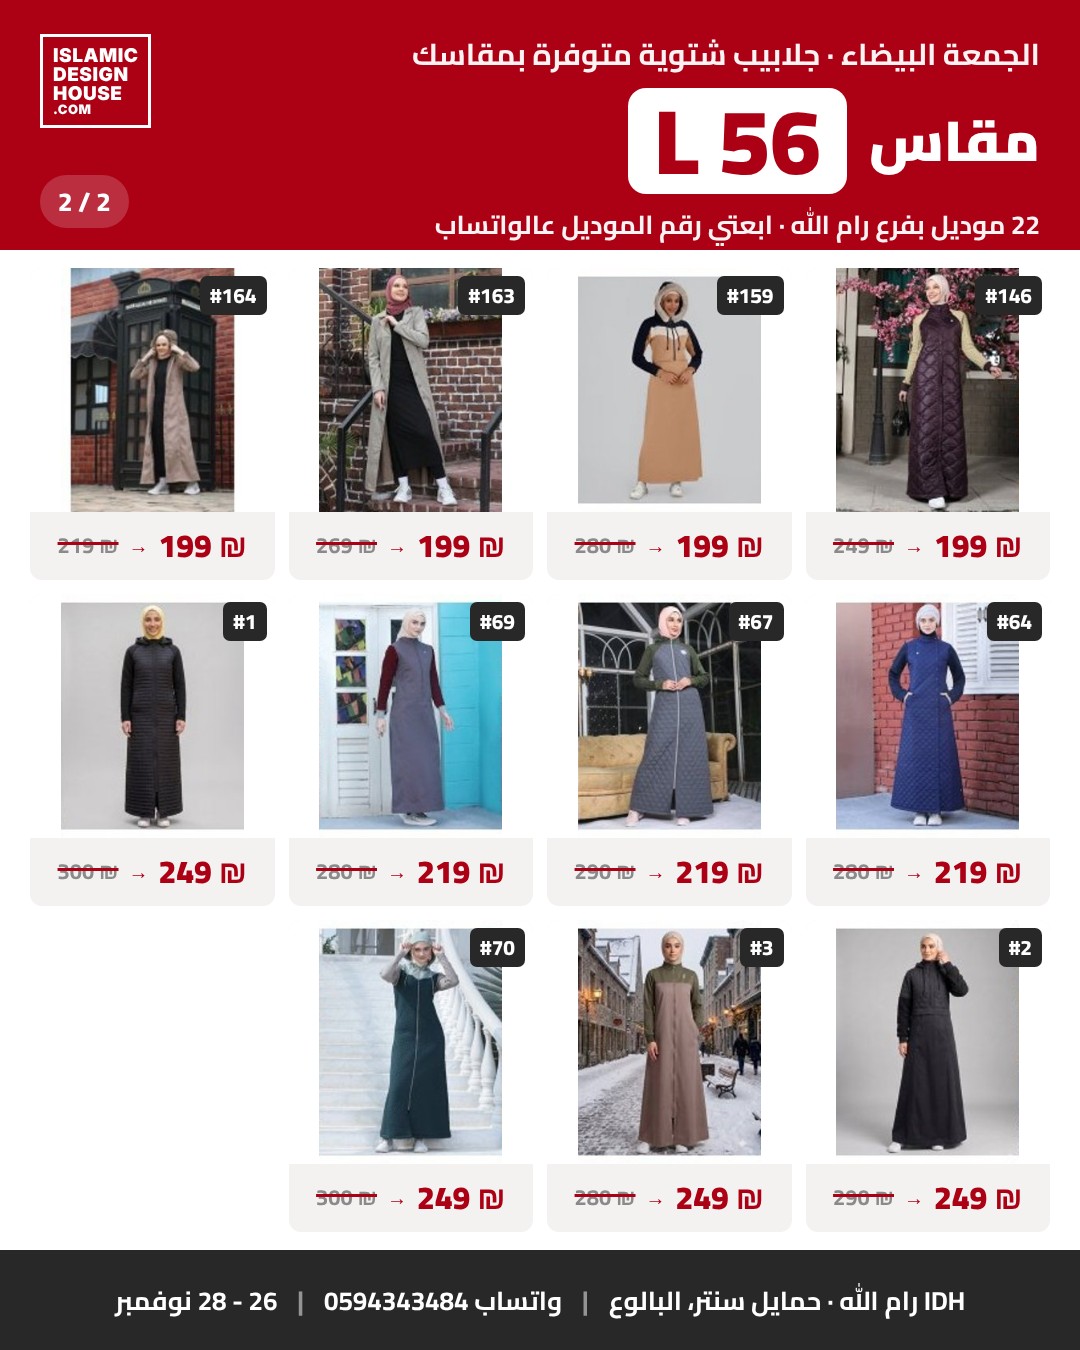 الجمعة البيضاء · جلابيب شتوية متوفرة بمقاسك
ISLAMIC
DESIGN
HOUSE
.COM
مقاس L 56
2 / 2
22 موديل بفرع رام الله · ابعتي رقم الموديل عالواتساب
#146
#159
#163
#164
249 ₪ → 199 ₪
280 ₪ → 199 ₪
269 ₪ → 199 ₪
219 ₪ → 199 ₪
#64
#67
#69
#1
280 ₪ → 219 ₪
290 ₪ → 219 ₪
280 ₪ → 219 ₪
300 ₪ → 249 ₪
#2
#3
#70
290 ₪ → 249 ₪
280 ₪ → 249 ₪
300 ₪ → 249 ₪
IDH رام الله · حمايل سنتر، البالوع | واتساب 0594343484 | 26 - 28 نوفمبر